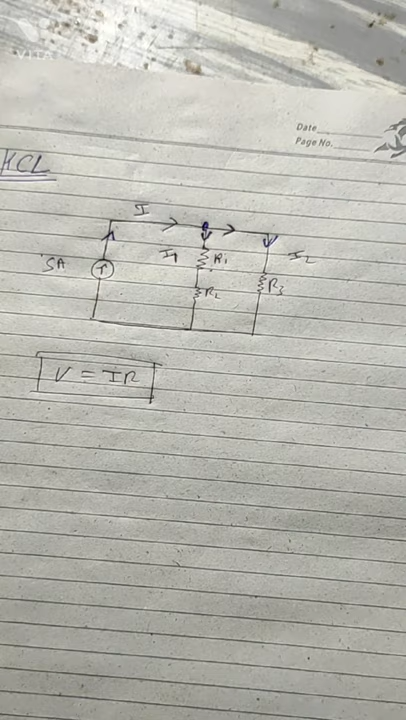 Date
Page No.
KCL
I
5A
I1
R1
I2
R2
R3
V = IR